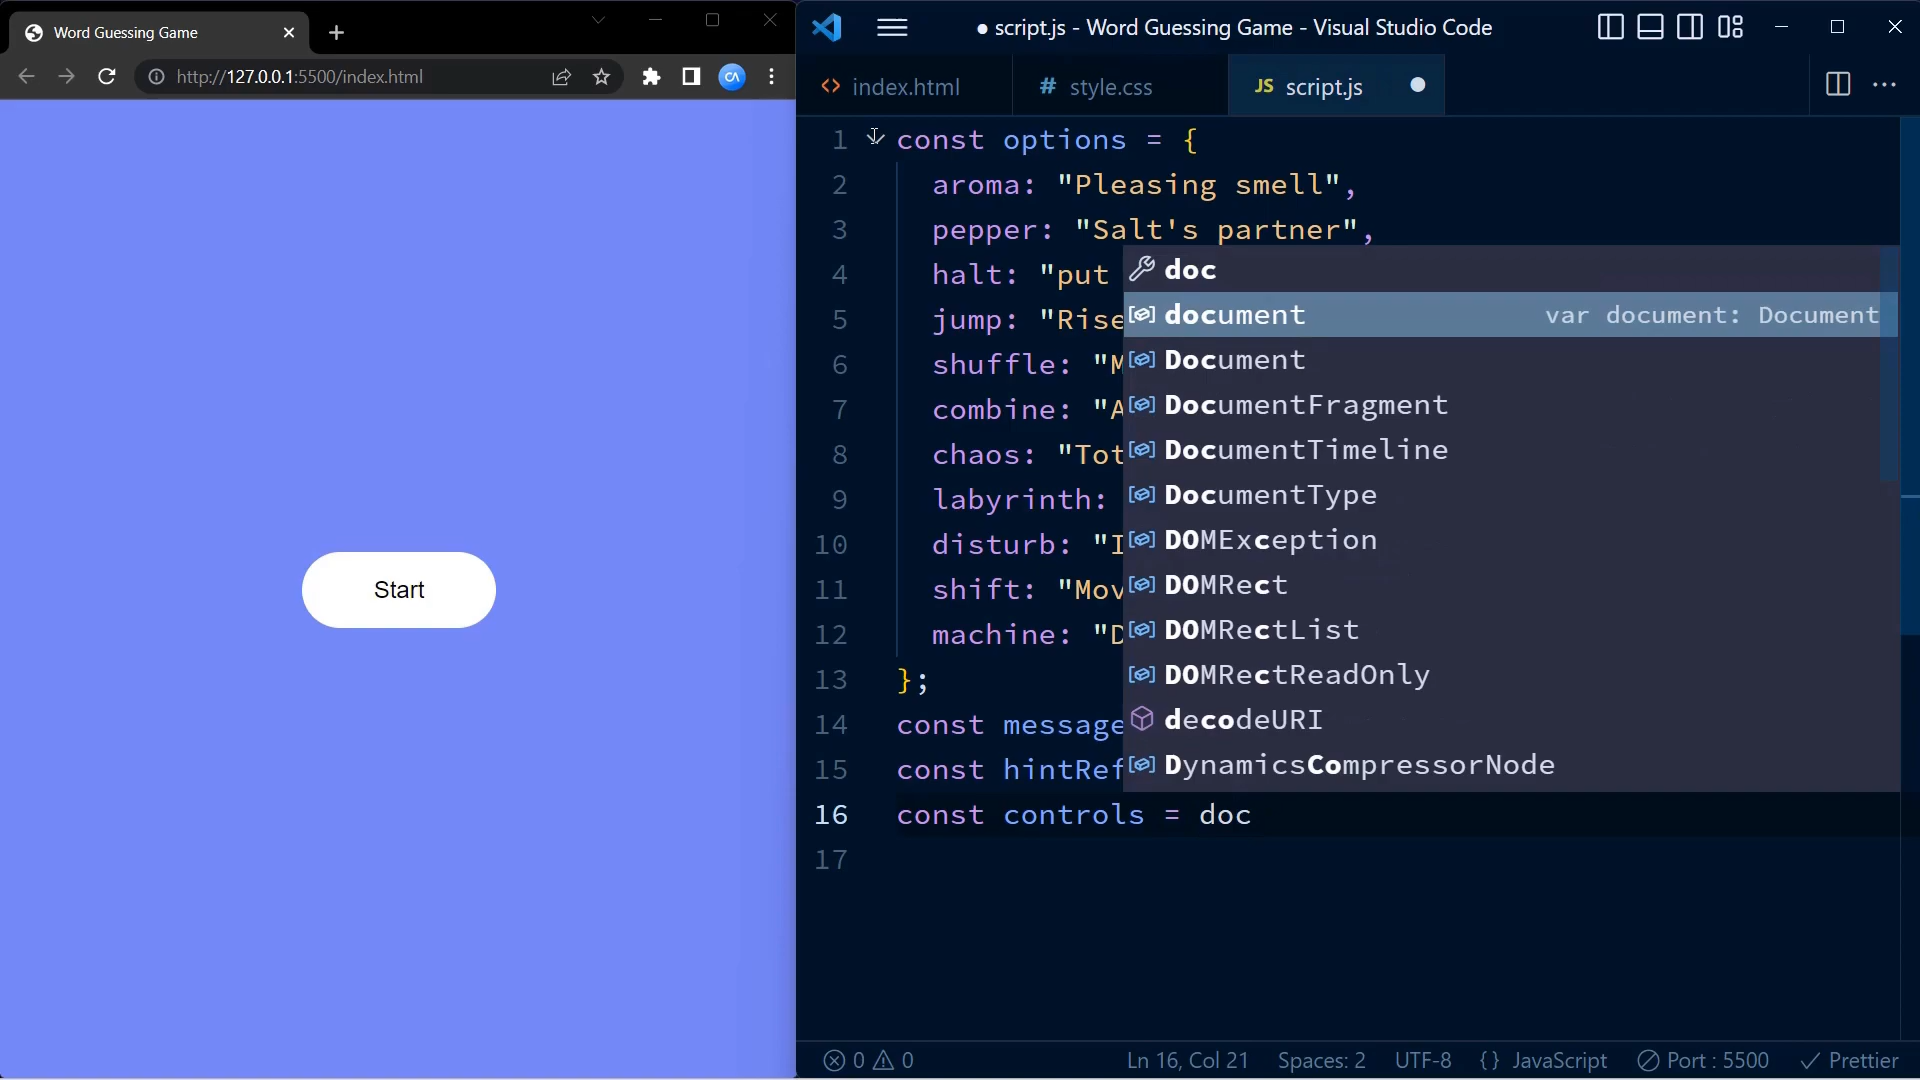 Word Guessing Game
http://127.0.0.1:5500/index.html
CA
Start
● script.js - Word Guessing Game - Visual Studio Code
<> index.html
# style.css
JS script.js
1 const options = {
2 aroma: "Pleasing smell",
3 pepper: "Salt's partner",
4 halt: "put
5 jump: "Rise
6 shuffle: "M
7 combine: "A
8 chaos: "Tot
9 labyrinth:
10 disturb: "I
11 shift: "Mov
12 machine: "D
13 };
14 const message
15 const hintRef
16 const controls = doc
17
doc
document var document: Document
Document
DocumentFragment
DocumentTimeline
DocumentType
DOMException
DOMRect
DOMRectList
DOMRectReadOnly
decodeURI
DynamicsCompressorNode
0 0 Ln 16, Col 21 Spaces: 2 UTF-8 {} JavaScript Port : 5500 Prettier